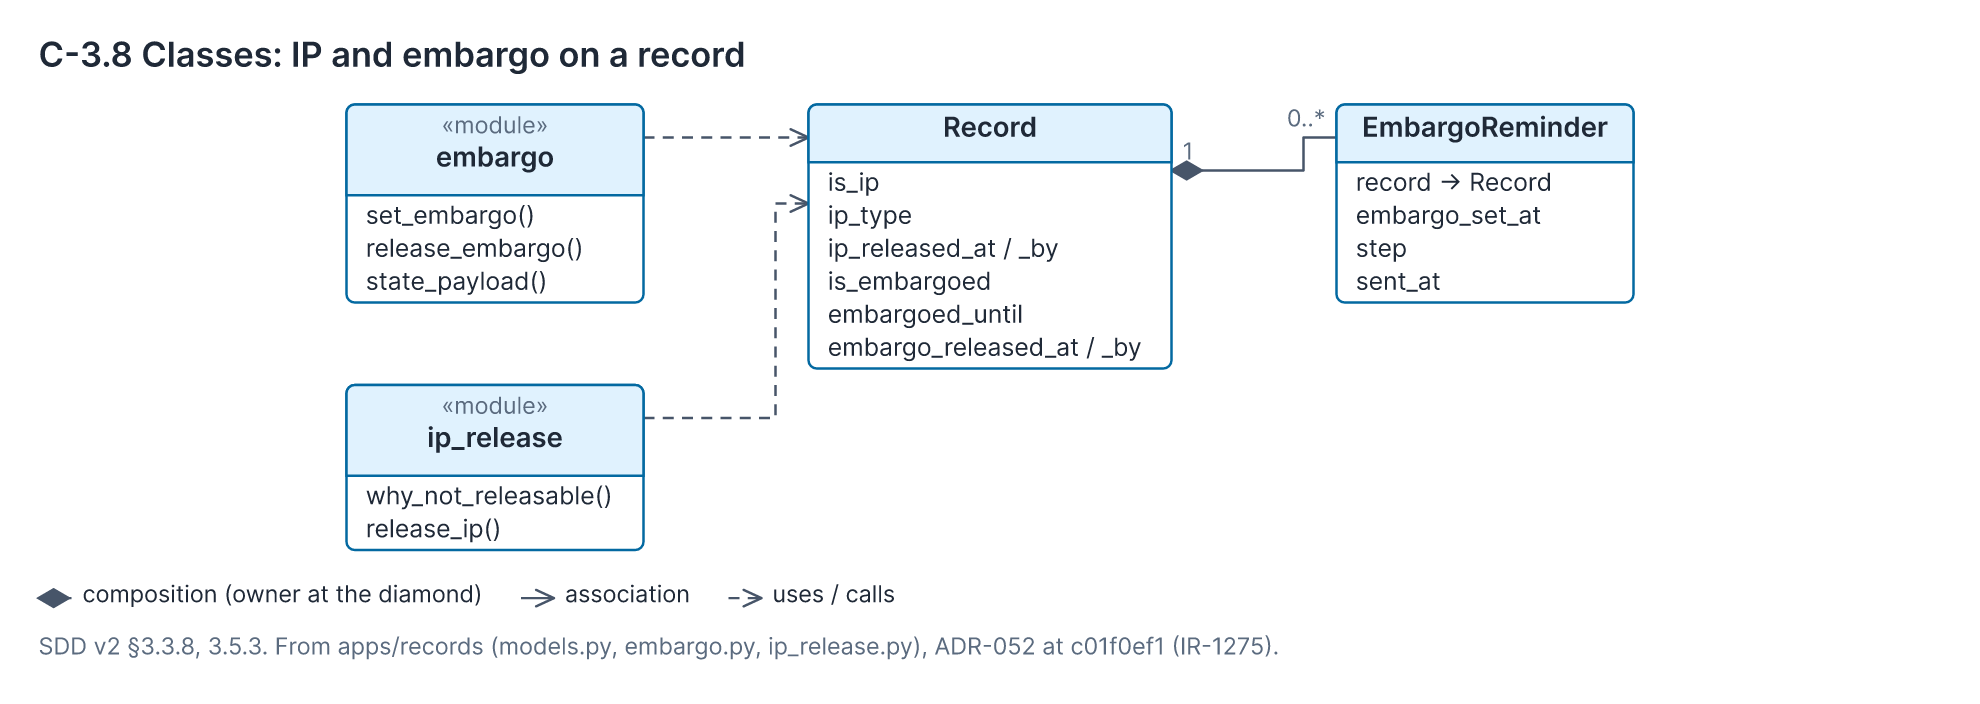 C-3.8 Classes: IP and embargo on a record
«module»
embargo
set_embargo()
release_embargo()
state_payload()
Record
is_ip
ip_type
ip_released_at / _by
is_embargoed
embargoed_until
embargo_released_at / _by
1
0..*
EmbargoReminder
record → Record
embargo_set_at
step
sent_at
«module»
ip_release
why_not_releasable()
release_ip()
composition (owner at the diamond)
association
uses / calls
SDD v2 §3.3.8, 3.5.3. From apps/records (models.py, embargo.py, ip_release.py), ADR-052 at c01f0ef1 (IR-1275).